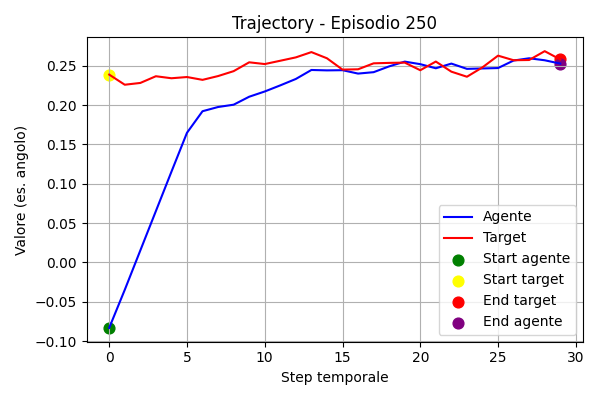 Trajectory - Episodio 250
Valore (es. angolo)
0.25
0.20
0.15
0.10
0.05
0.00
−0.05
−0.10
0
5
10
15
20
25
30
Step temporale
Agente
Target
Start agente
Start target
End target
End agente